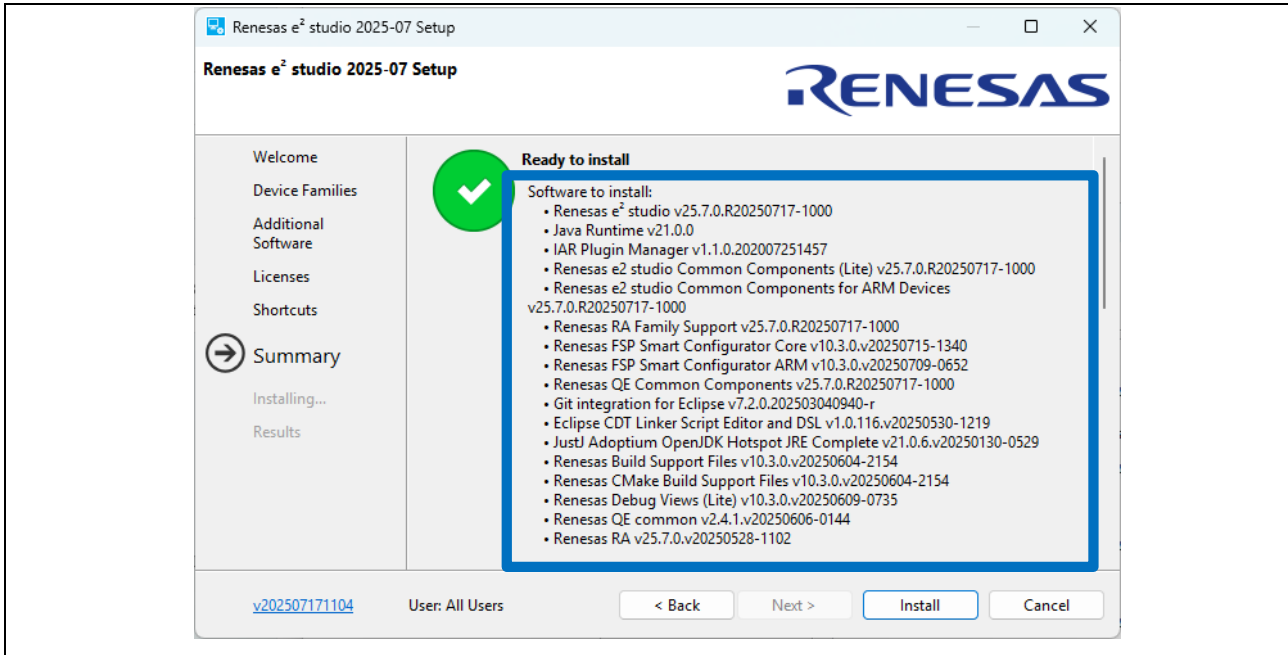 Renesas e² studio 2025-07 Setup
Renesas e² studio 2025-07 Setup
RENESAS
Welcome
Device Families
Additional
Software
Licenses
Shortcuts
Summary
Installing...
Results
Ready to install
Software to install:
• Renesas e² studio v25.7.0.R20250717-1000
• Java Runtime v21.0.0
• IAR Plugin Manager v1.1.0.202007251457
• Renesas e2 studio Common Components (Lite) v25.7.0.R20250717-1000
• Renesas e2 studio Common Components for ARM Devices
v25.7.0.R20250717-1000
• Renesas RA Family Support v25.7.0.R20250717-1000
• Renesas FSP Smart Configurator Core v10.3.0.v20250715-1340
• Renesas FSP Smart Configurator ARM v10.3.0.v20250709-0652
• Renesas QE Common Components v25.7.0.R20250717-1000
• Git integration for Eclipse v7.2.0.202503040940-r
• Eclipse CDT Linker Script Editor and DSL v1.0.116.v20250530-1219
• JustJ Adoptium OpenJDK Hotspot JRE Complete v21.0.6.v20250130-0529
• Renesas Build Support Files v10.3.0.v20250604-2154
• Renesas CMake Build Support Files v10.3.0.v20250604-2154
• Renesas Debug Views (Lite) v10.3.0.v20250609-0735
• Renesas QE common v2.4.1.v20250606-0144
• Renesas RA v25.7.0.v20250528-1102
v202507171104
User: All Users
< Back
Next >
Install
Cancel